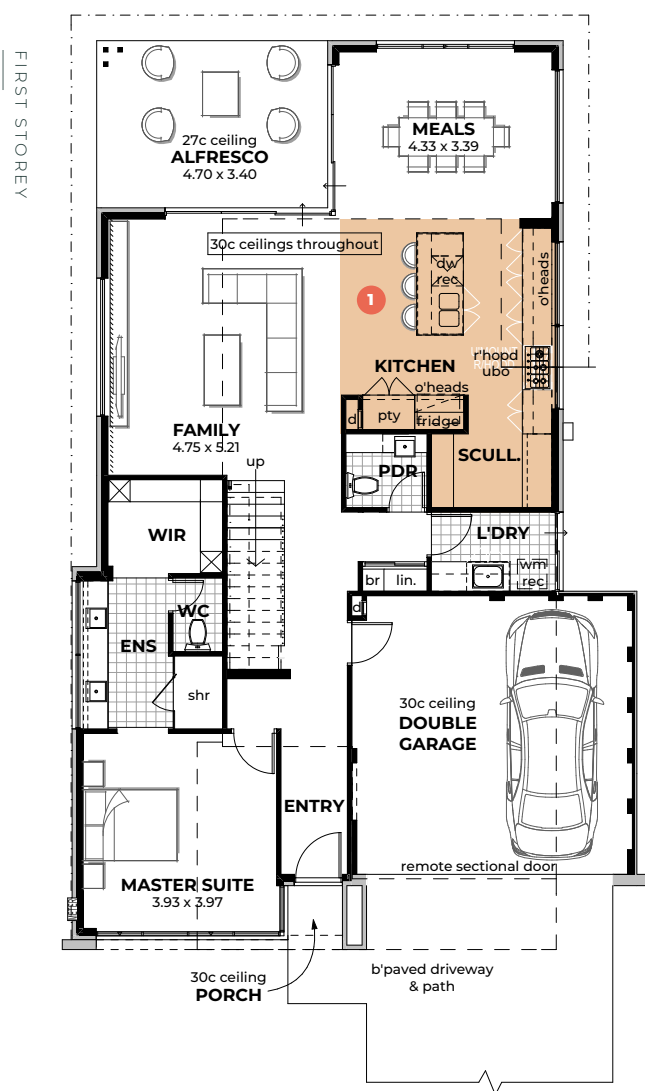 FIRST STOREY
27c ceiling
ALFRESCO
4.70 x 3.40
MEALS
4.33 x 3.39
30c ceilings throughout
dw
rec
o'heads
1
r'hood
ubo
KITCHEN
o'heads
d
pty
fridge
FAMILY
4.75 x 5.21
SCULL.
up
PDR
WIR
L'DRY
wm
rec
br
lin.
WC
d
ENS
shr
30c ceiling
DOUBLE
GARAGE
ENTRY
remote sectional door
MASTER SUITE
3.93 x 3.97
METER
30c ceiling
PORCH
b'paved driveway
& path